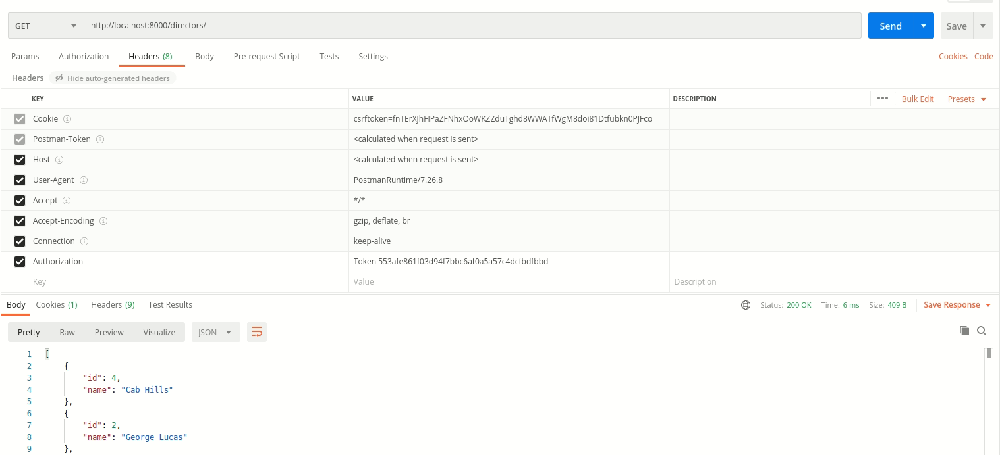 GET http://localhost:8000/directors/ Send Save
Params Authorization Headers (8) Body Pre-request Script Tests Settings Cookies Code
Headers Hide auto-generated headers
KEY VALUE DESCRIPTION ••• Bulk Edit Presets
Cookie csrftoken=fnTErXJhFIPaZFNhxOoWKZZduTghd8WWATfWgM8doi81Dtfubkn0PJFco
Postman-Token <calculated when request is sent>
Host <calculated when request is sent>
User-Agent PostmanRuntime/7.26.8
Accept */*
Accept-Encoding gzip, deflate, br
Connection keep-alive
Authorization Token 553afe861f03d94f7bbc6af0a5a57c4dcfbdfbbd
Key Value Description
Body Cookies (1) Headers (9) Test Results Status: 200 OK Time: 6 ms Size: 409 B Save Response
Pretty Raw Preview Visualize JSON
1 [
2 {
3 "id": 4,
4 "name": "Cab Hills"
5 },
6 {
7 "id": 2,
8 "name": "George Lucas"
9 },